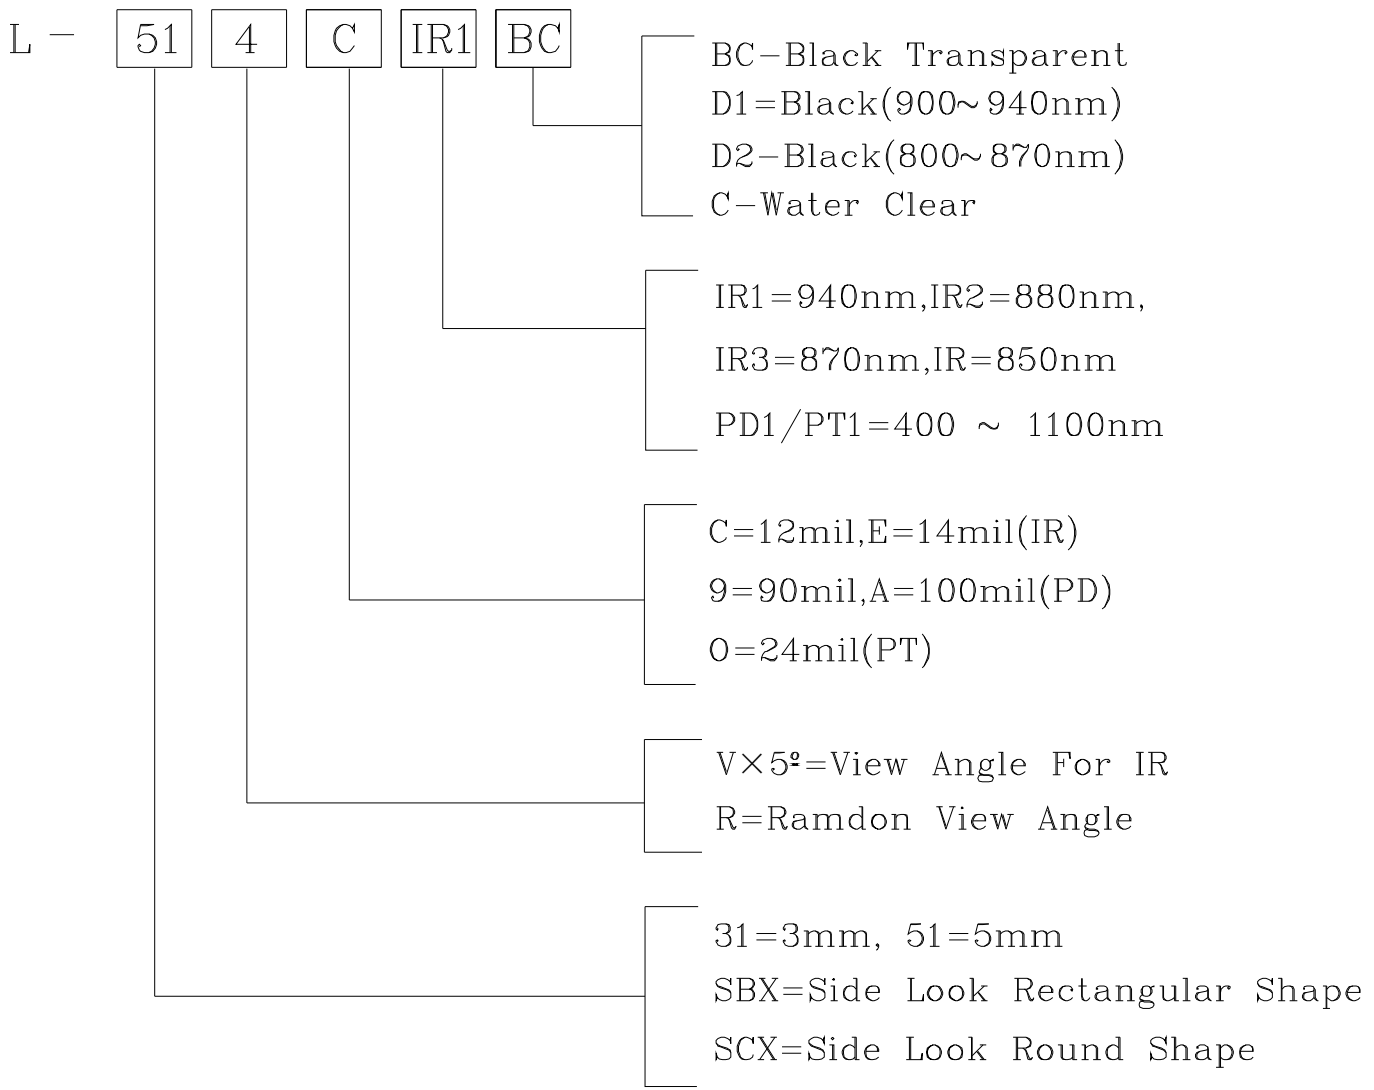 L - 51 4 C IR1 BC
BC-Black Transparent
D1=Black(900~940nm)
D2-Black(800~870nm)
C-Water Clear
IR1=940nm,IR2=880nm,
IR3=870nm,IR=850nm
PD1/PT1=400 ~ 1100nm
C=12mil,E=14mil(IR)
9=90mil,A=100mil(PD)
0=24mil(PT)
V×5º=View Angle For IR
R=Ramdon View Angle
31=3mm, 51=5mm
SBX=Side Look Rectangular Shape
SCX=Side Look Round Shape